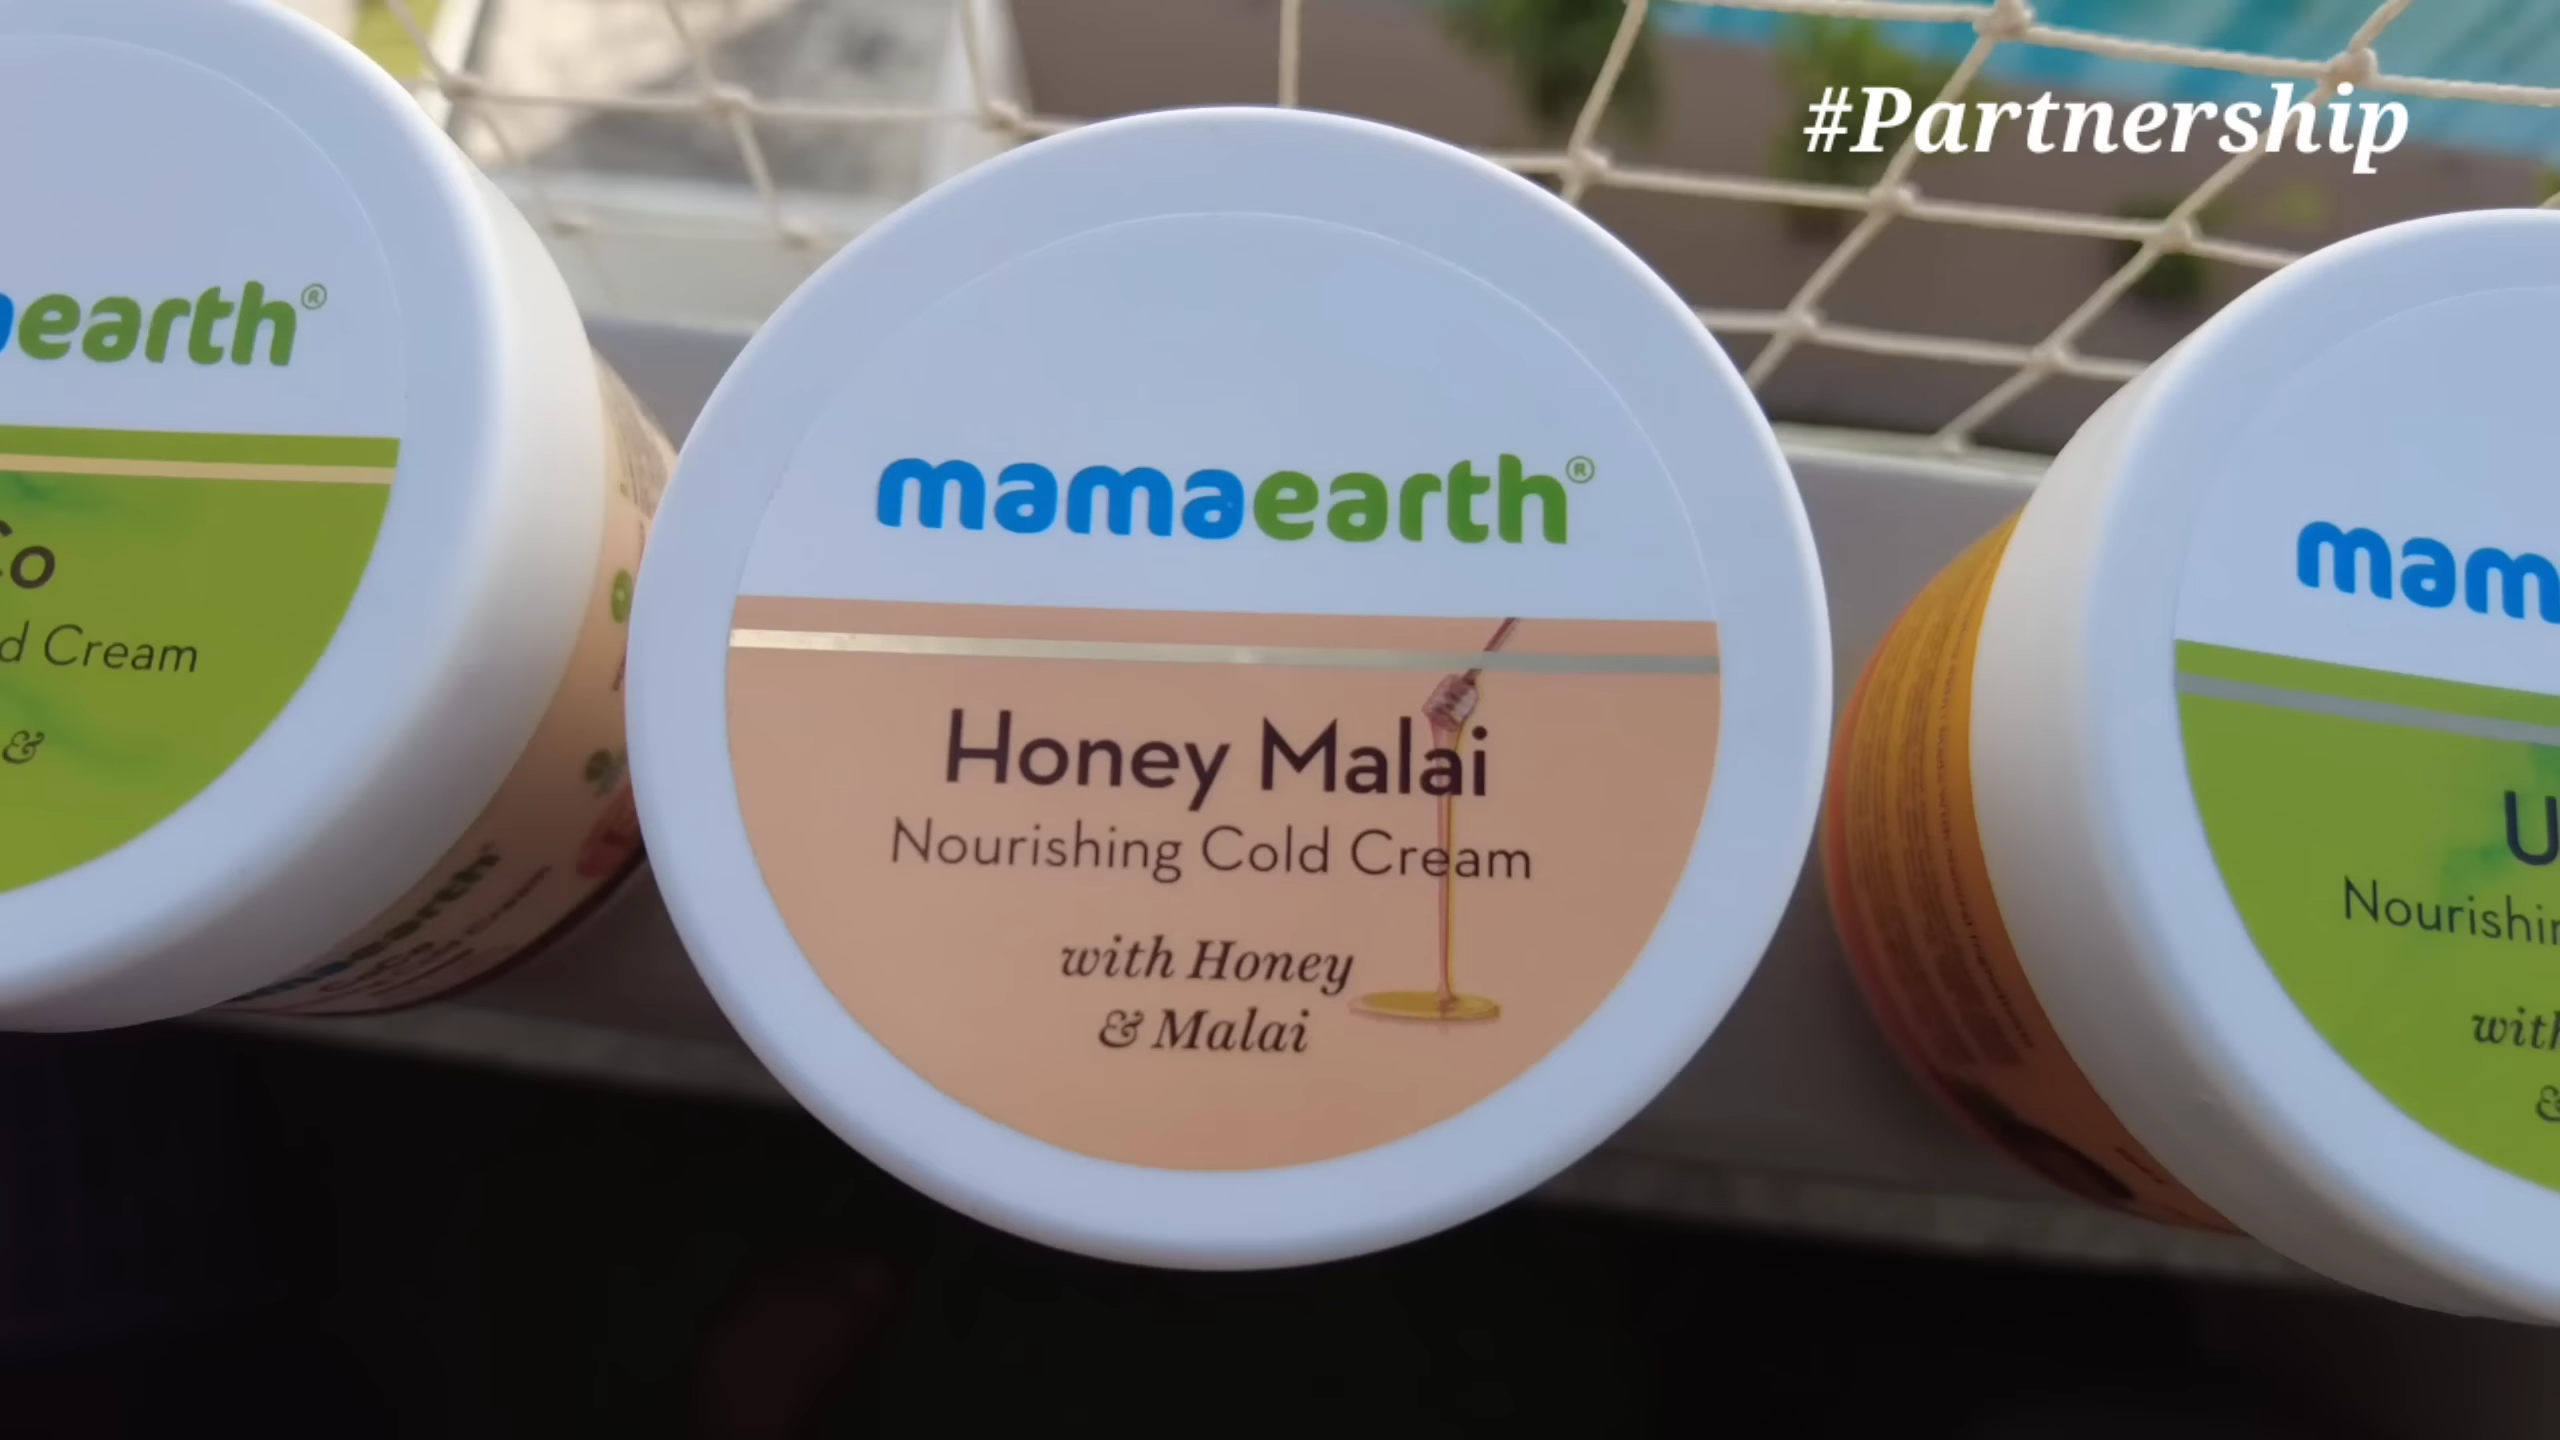 #Partnership
earth®
Co
d Cream
&
mamaearth®
Honey Malai
Nourishing Cold Cream
with Honey
& Malai
mam
U
Nourishin
with
&